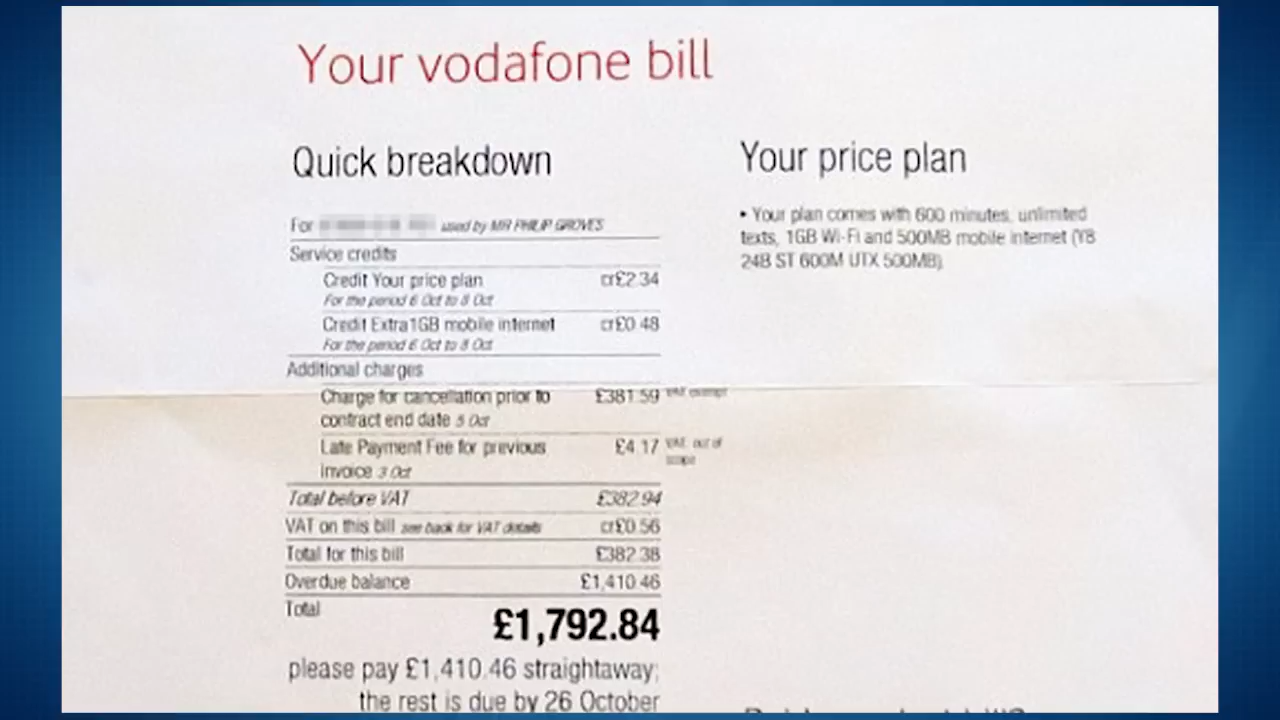 Your vodafone bill
Quick breakdown
For used by MR PHILIP GROVES
Service credits
Credit Your price plan cr£2.34
For the period 6 Oct to 8 Oct
Credit Extra 1GB mobile internet cr£0.48
For the period 6 Oct to 8 Oct
Additional charges
Charge for cancellation prior to £381.59 VAT exempt
contract end date 5 Oct
Late Payment Fee for previous £4.17 VAT out of
invoice 3 Oct scope
Total before VAT £382.94
VAT on this bill see back for VAT details cr£0.56
Total for this bill £382.38
Overdue balance £1,410.46
Total £1,792.84
please pay £1,410.46 straightaway;
the rest is due by 26 October
Your price plan
• Your plan comes with 600 minutes, unlimited
texts, 1GB Wi-Fi and 500MB mobile internet (Y8
24B ST 600M UTX 500MB)